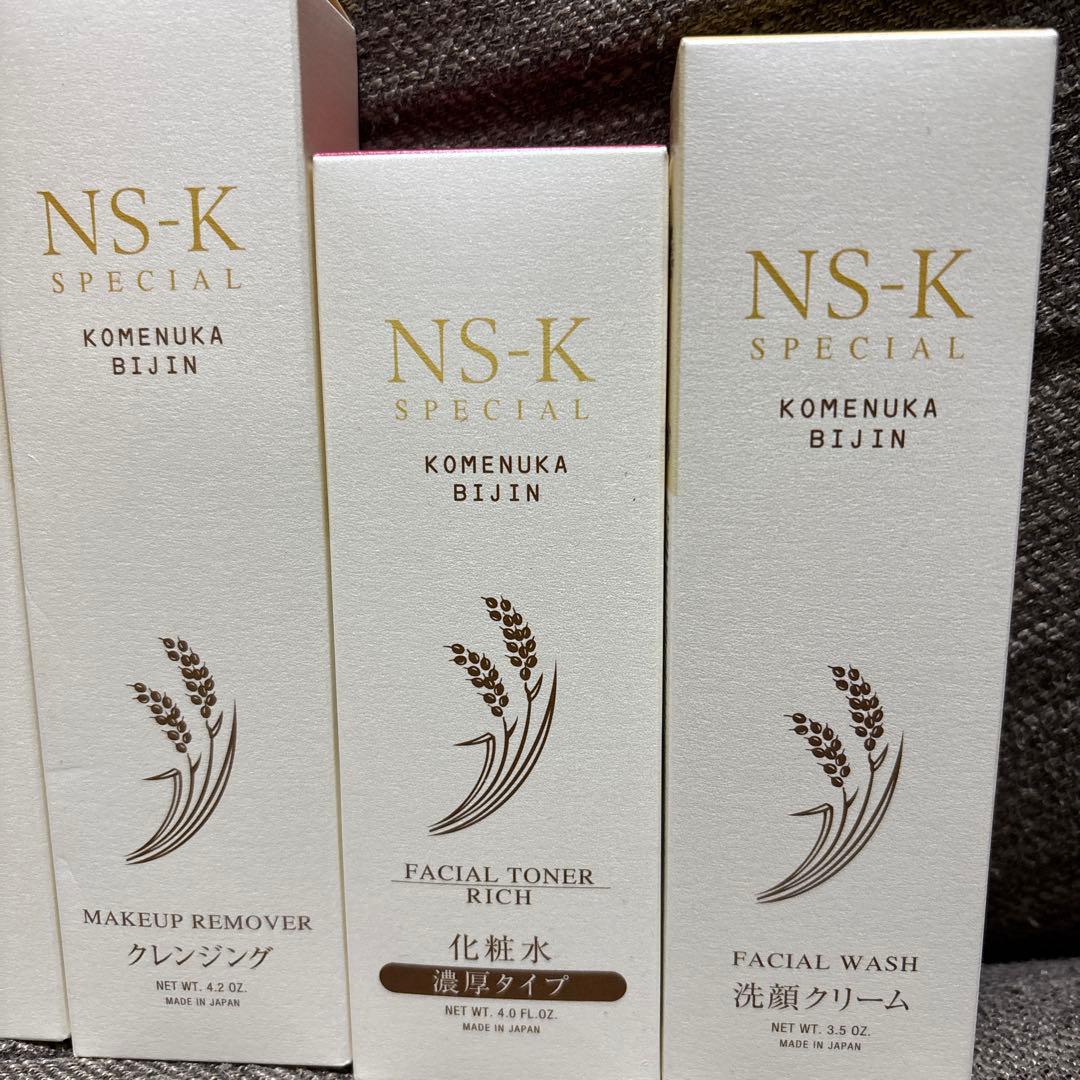 NS-K
SPECIAL
KOMENUKA
BIJIN
MAKEUP REMOVER
クレンジング
NET WT. 4.2 OZ.
MADE IN JAPAN
NS-K
SPECIAL
KOMENUKA
BIJIN
FACIAL TONER
RICH
化粧水
濃厚タイプ
NET WT. 4.0 FL.OZ.
MADE IN JAPAN
NS-K
SPECIAL
KOMENUKA
BIJIN
FACIAL WASH
洗顔クリーム
NET WT. 3.5 OZ.
MADE IN JAPAN